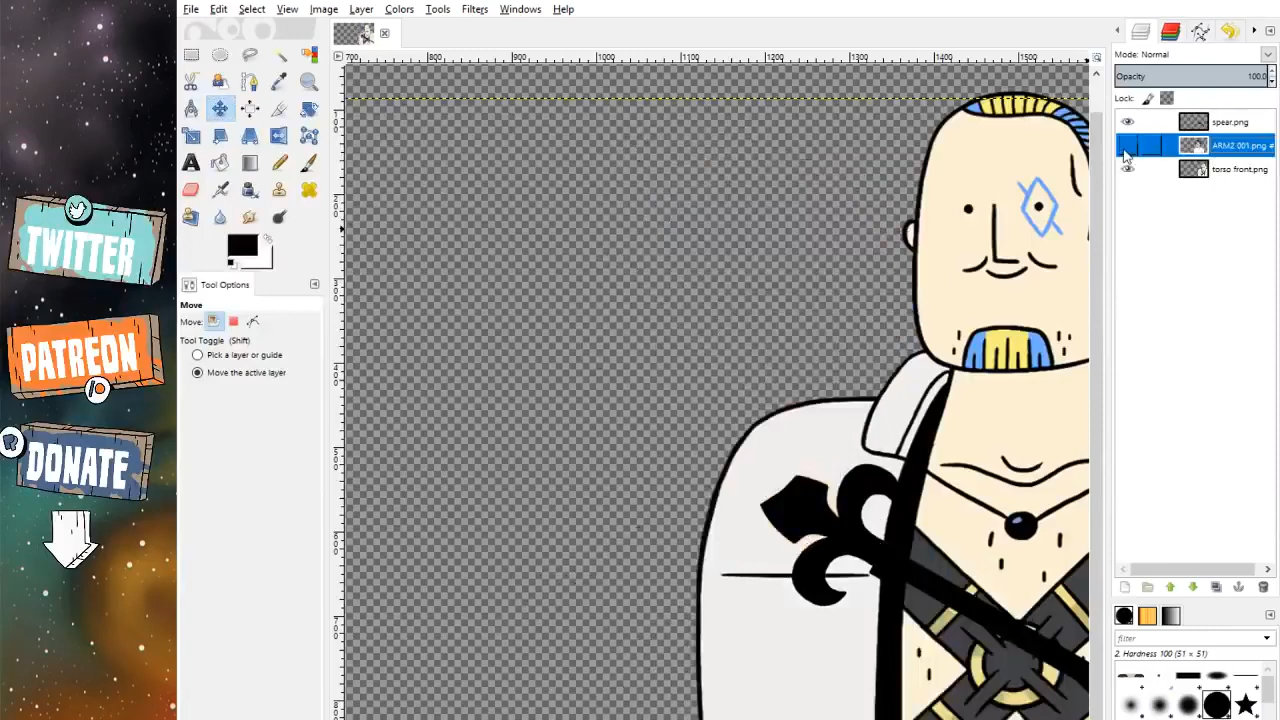 File Edit Select View Image Layer Colors Tools Filters Windows Help
700 800 900 1000 1100 1200 1300 1400 1500
Mode: Normal
Opacity 100.0
Lock:
spear.png
ARM2 001.png #
torso front.png
TWITTER
PATREON
DONATE
Tool Options
Move
Move:
Tool Toggle (Shift)
Pick a layer or guide
Move the active layer
filter
2. Hardness 100 (51 × 51)